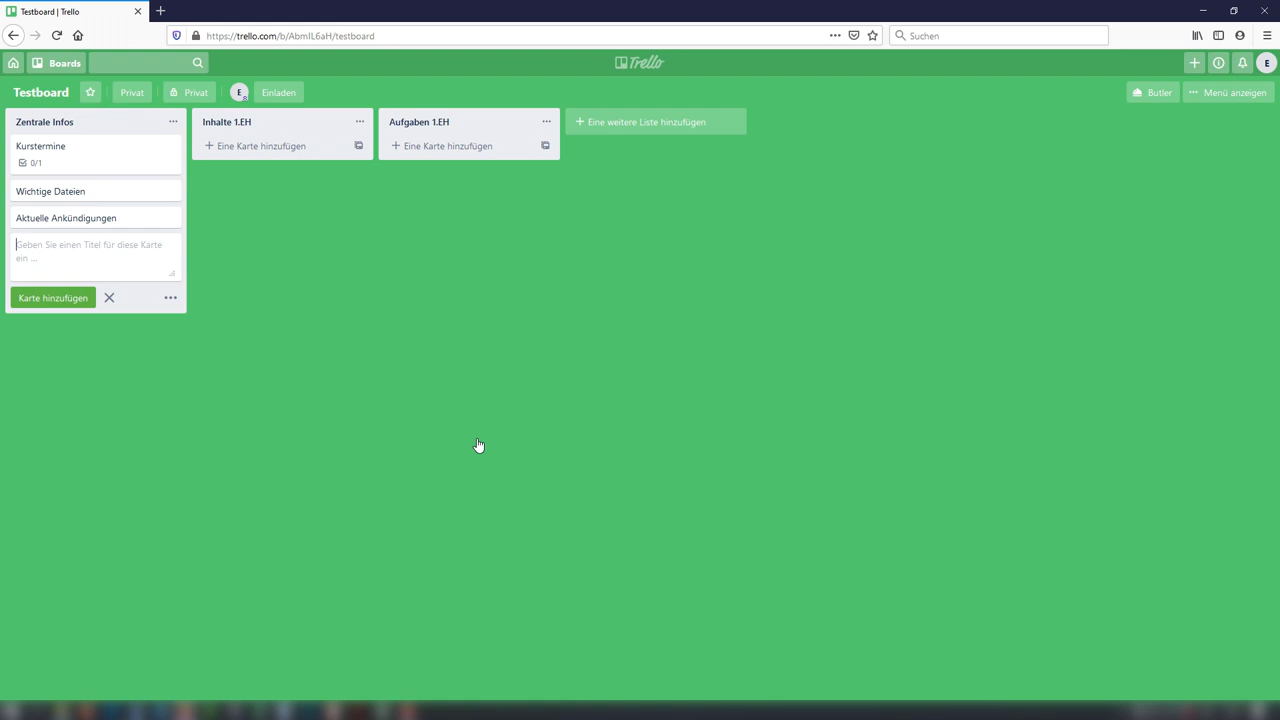 Testboard | Trello
https://trello.com/b/AbmIL6aH/testboard
Suchen
Boards
Trello
E
Testboard
Privat
Privat
E
Einladen
Butler
Menü anzeigen
Zentrale Infos
Kurstermine
0/1
Wichtige Dateien
Aktuelle Ankündigungen
Geben Sie einen Titel für diese Karte
ein ...
Karte hinzufügen
Inhalte 1.EH
Eine Karte hinzufügen
Aufgaben 1.EH
Eine Karte hinzufügen
Eine weitere Liste hinzufügen